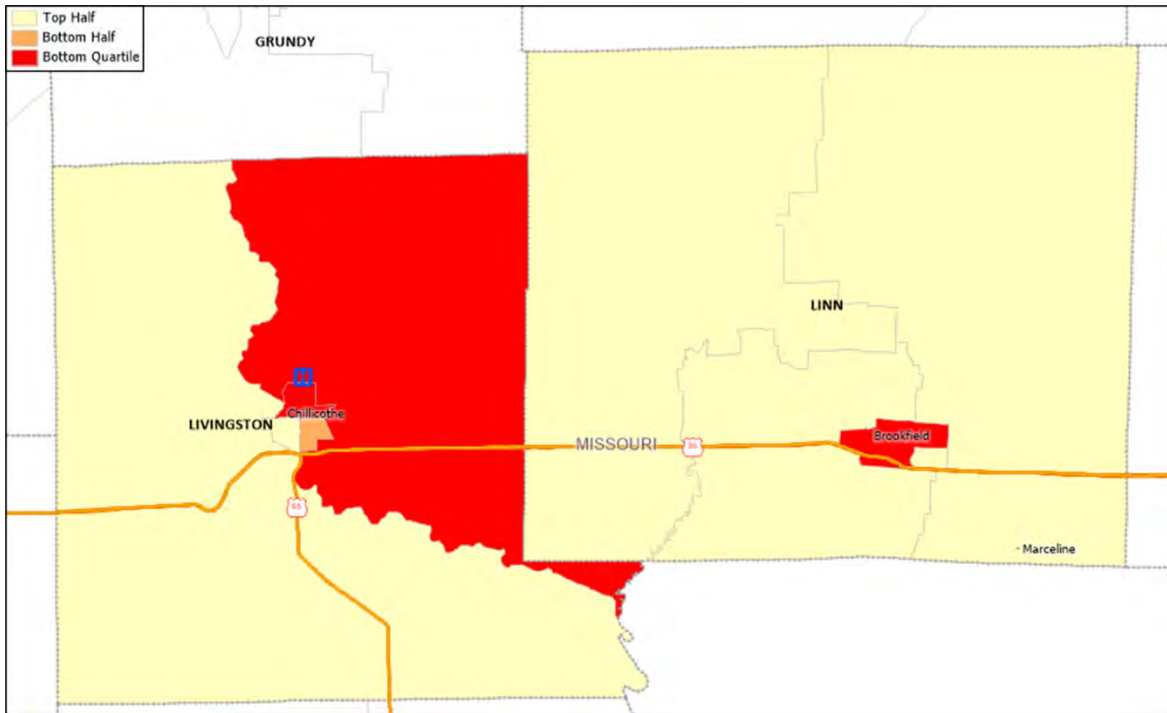 Top Half
Bottom Half
Bottom Quartile
GRUNDY
LINN
H
Chillicothe
LIVINGSTON
Brookfield
MISSOURI
36
65
Marceline